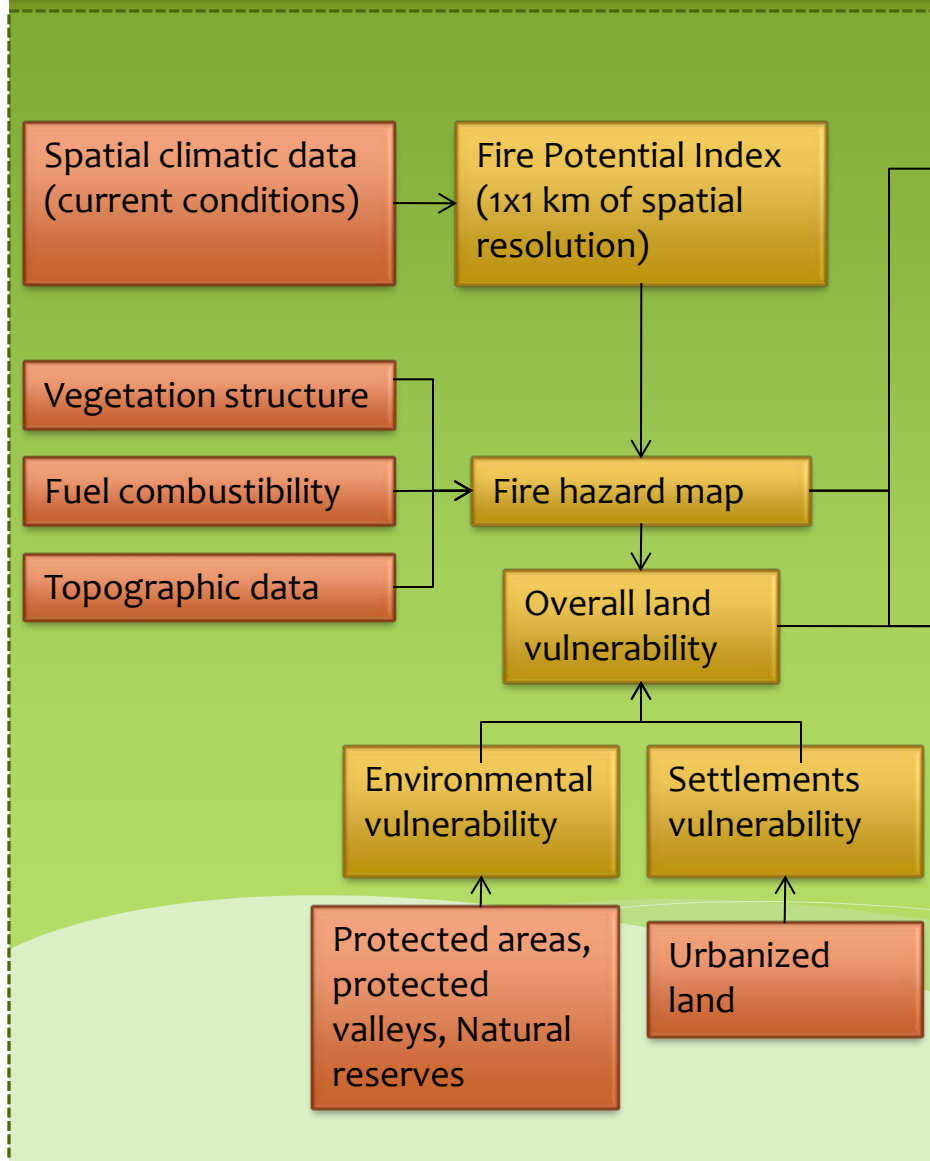 Spatial climatic data
(current conditions)
Fire Potential Index
(1x1 km of spatial
resolution)
Vegetation structure
Fuel combustibility
Fire hazard map
Topographic data
Overall land
vulnerability
Environmental
vulnerability
Settlements
vulnerability
Protected areas,
protected
valleys, Natural
reserves
Urbanized
land